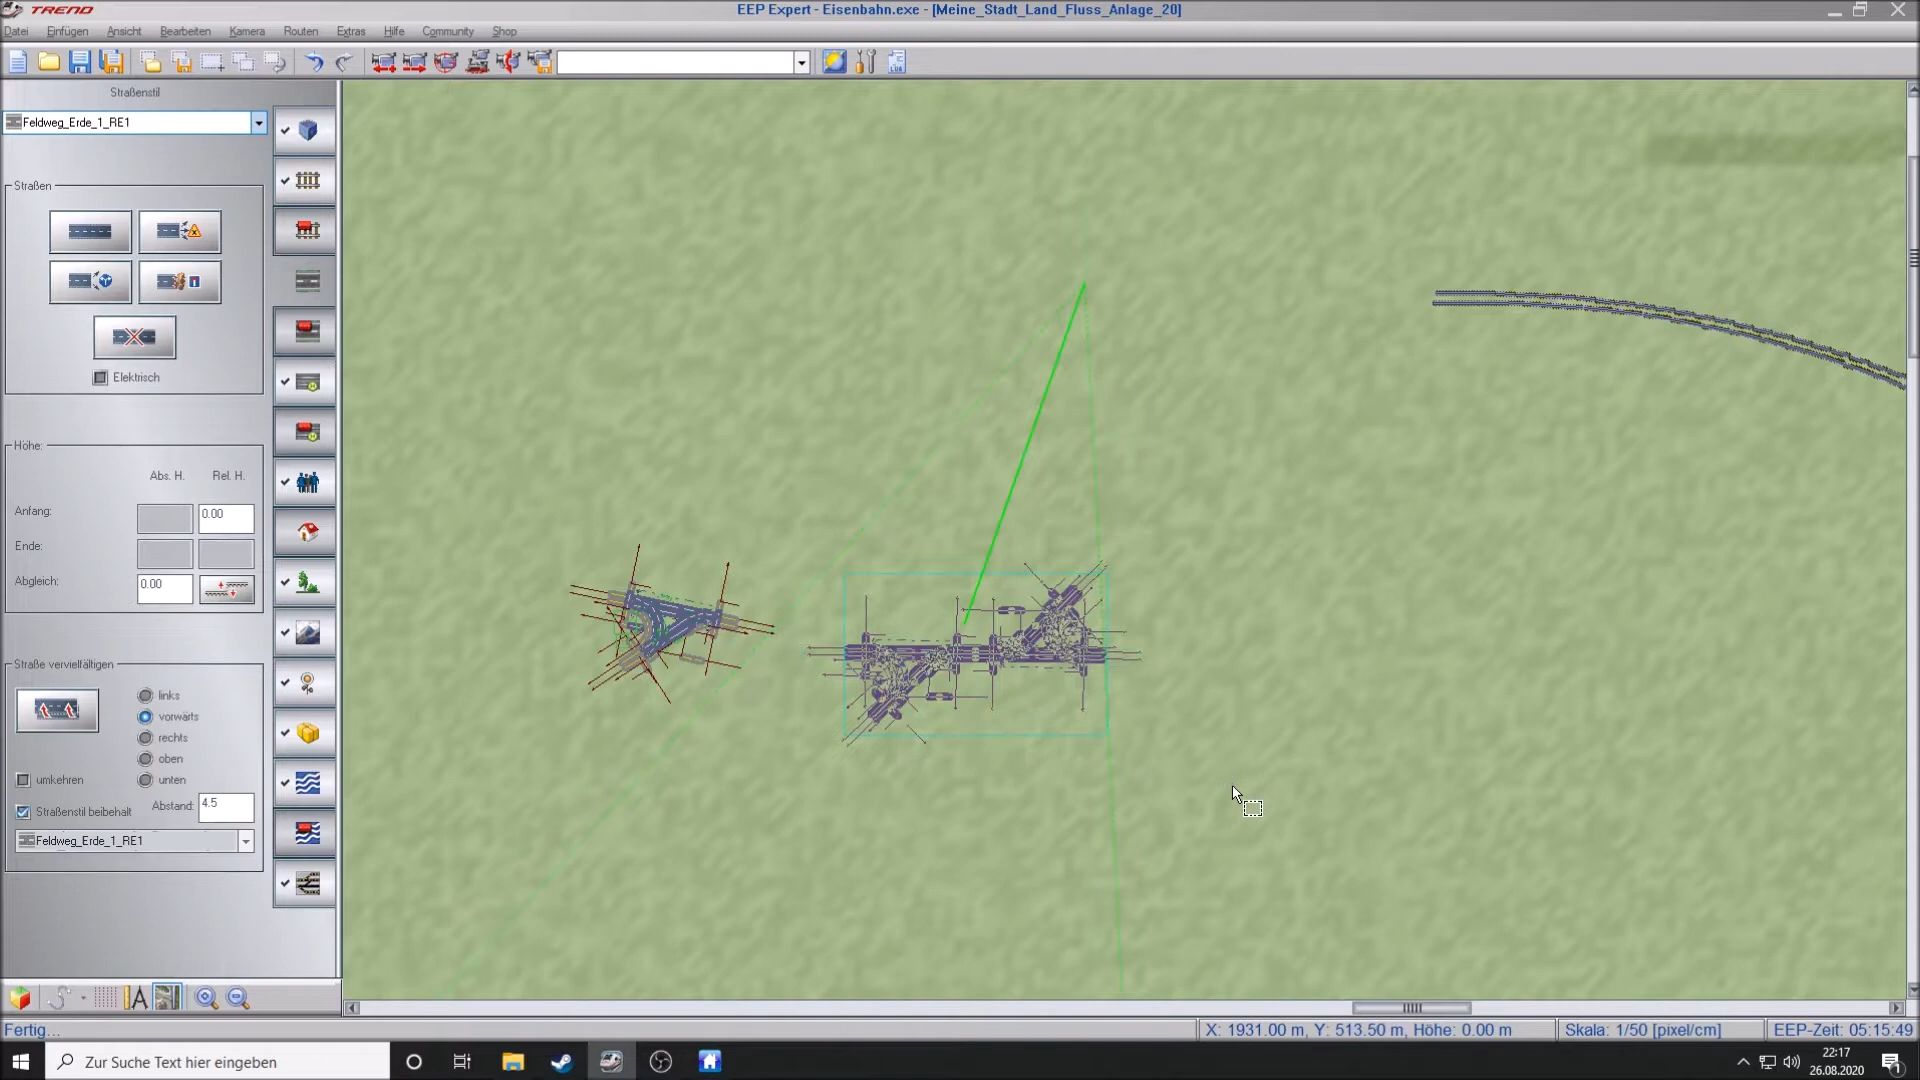 TREND
EEP Expert - Eisenbahn.exe - [Meine_Stadt_Land_Fluss_Anlage_20]
Datei Einfügen Ansicht Bearbeiten Kamera Routen Extras Hilfe Community Shop
LUA
Straßenstil
Feldweg_Erde_1_RE1
Straßen
Elektrisch
Höhe:
Abs. H. Rel. H.
Anfang: 0.00
Ende:
Abgleich: 0.00
Straße vervielfältigen
links
vorwärts
rechts
oben
umkehren unten
Straßenstil beibehalt Abstand: 4.5
Feldweg_Erde_1_RE1
Fertig...
X: 1931.00 m, Y: 513.50 m, Höhe: 0.00 m
Skala: 1/50 [pixel/cm]
EEP-Zeit: 05:15:49
Zur Suche Text hier eingeben
22:17
26.08.2020
1